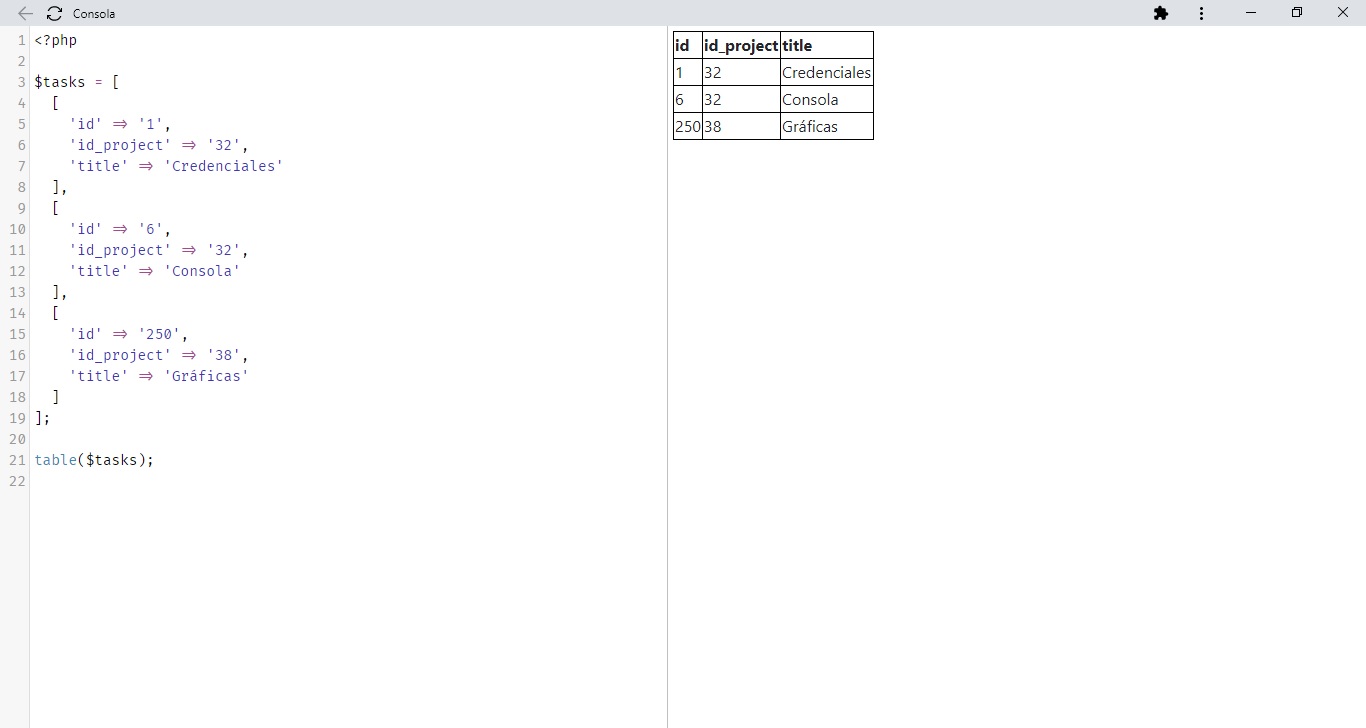 Consola
1 <?php
2
3 $tasks = [
4   [
5     'id' => '1',
6     'id_project' => '32',
7     'title' => 'Credenciales'
8   ],
9   [
10     'id' => '6',
11     'id_project' => '32',
12     'title' => 'Consola'
13   ],
14   [
15     'id' => '250',
16     'id_project' => '38',
17     'title' => 'Gráficas'
18   ]
19 ];
20
21 table($tasks);
22
id id_project title
1 32 Credenciales
6 32 Consola
250 38 Gráficas